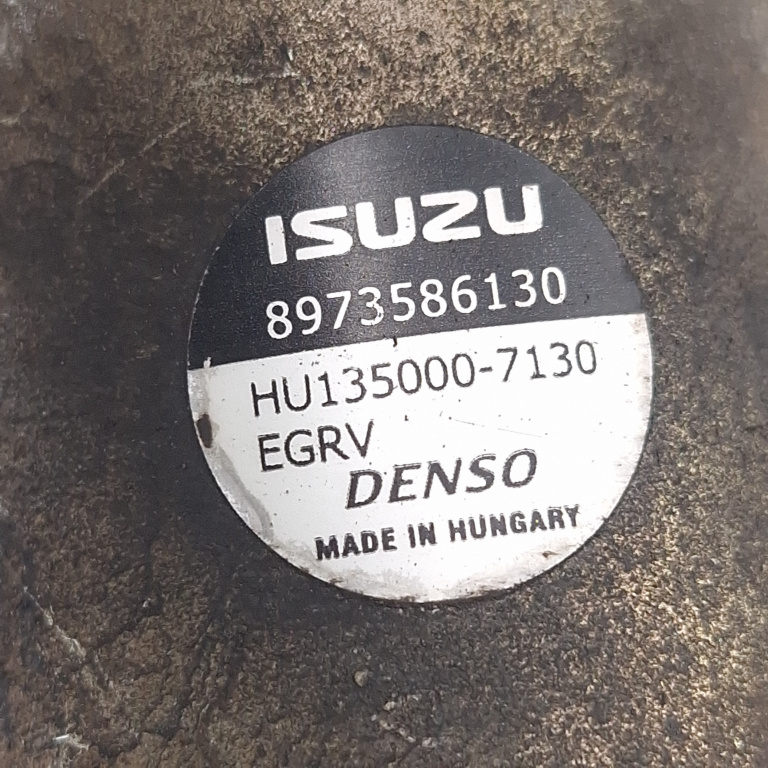 ISUZU
8973586130
HU135000-7130
EGRV
DENSO
MADE IN HUNGARY